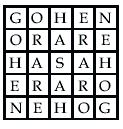 G O H E N
O R A R E
H A S A H
E R A R O
N E H O G